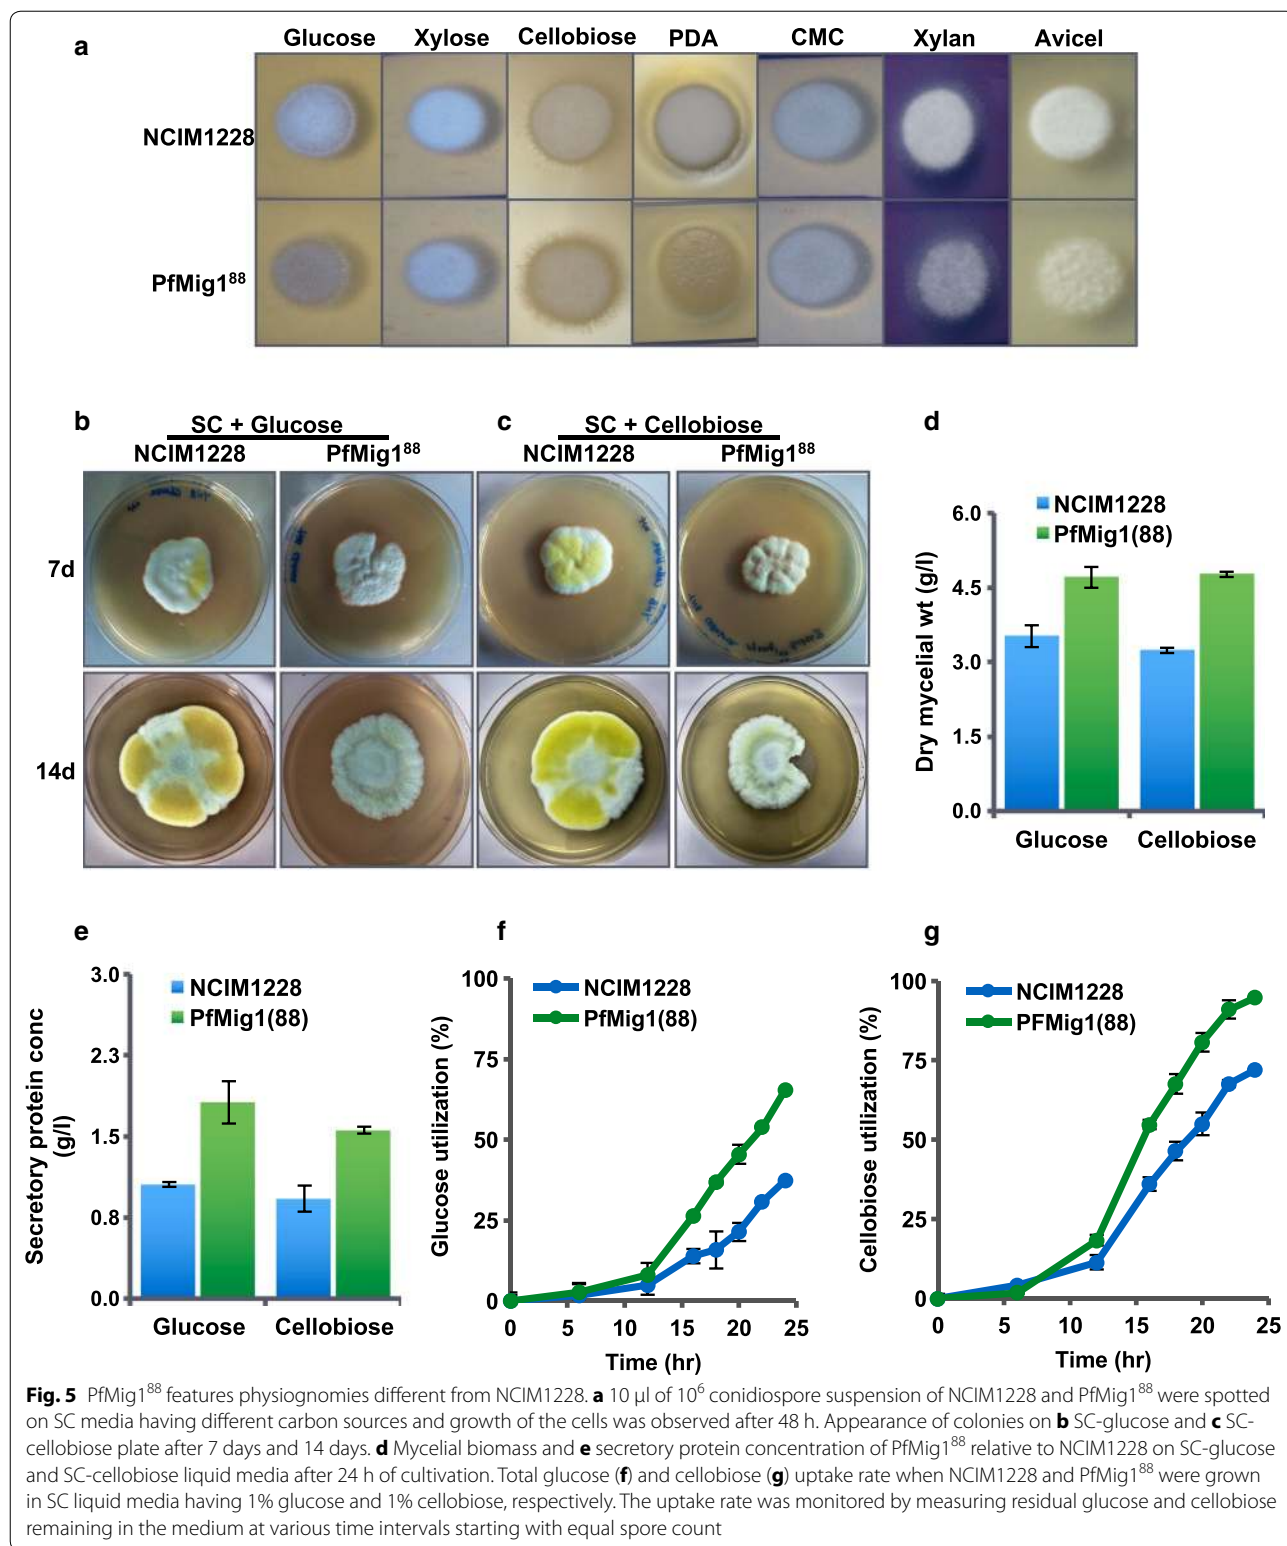 a
Glucose Xylose Cellobiose PDA CMC Xylan Avicel
NCIM1228
PfMig1⁸⁸
b SC + Glucose
NCIM1228 PfMig1⁸⁸
c SC + Cellobiose
NCIM1228 PfMig1⁸⁸
7d
14d
d
NCIM1228
PfMig1(88)
Dry mycelial wt (g/l)
6.0
4.5
3.0
1.5
0.0
Glucose Cellobiose
e
NCIM1228
PfMig1(88)
Secretory protein conc
(g/l)
3.0
2.3
1.5
0.8
0.0
Glucose Cellobiose
f
NCIM1228
PfMig1(88)
Glucose utilization (%)
100
75
50
25
0
0 5 10 15 20 25
Time (hr)
g
NCIM1228
PFMig1(88)
Cellobiose utilization (%)
100
75
50
25
0
0 5 10 15 20 25
Time (hr)
Fig. 5 PfMig1⁸⁸ features physiognomies different from NCIM1228. a 10 µl of 10⁶ conidiospore suspension of NCIM1228 and PfMig1⁸⁸ were spotted
on SC media having different carbon sources and growth of the cells was observed after 48 h. Appearance of colonies on b SC-glucose and c SC-
cellobiose plate after 7 days and 14 days. d Mycelial biomass and e secretory protein concentration of PfMig1⁸⁸ relative to NCIM1228 on SC-glucose
and SC-cellobiose liquid media after 24 h of cultivation. Total glucose (f) and cellobiose (g) uptake rate when NCIM1228 and PfMig1⁸⁸ were grown
in SC liquid media having 1% glucose and 1% cellobiose, respectively. The uptake rate was monitored by measuring residual glucose and cellobiose
remaining in the medium at various time intervals starting with equal spore count